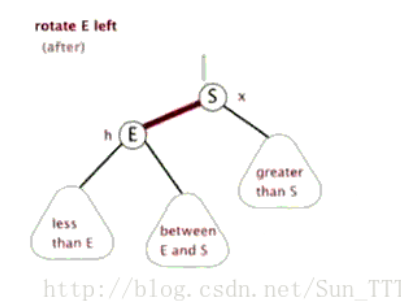 rotate E left
(after)
S x
h E
greater
than S
less
than E
between
E and S
http://blog.csdn.net/Sun_TTT